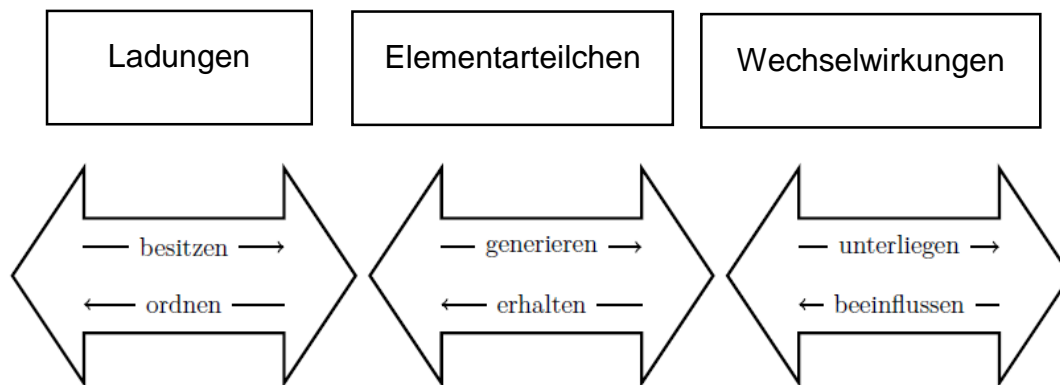 Ladungen
Elementarteilchen
Wechselwirkungen
besitzen
generieren
unterliegen
ordnen
erhalten
beeinflussen